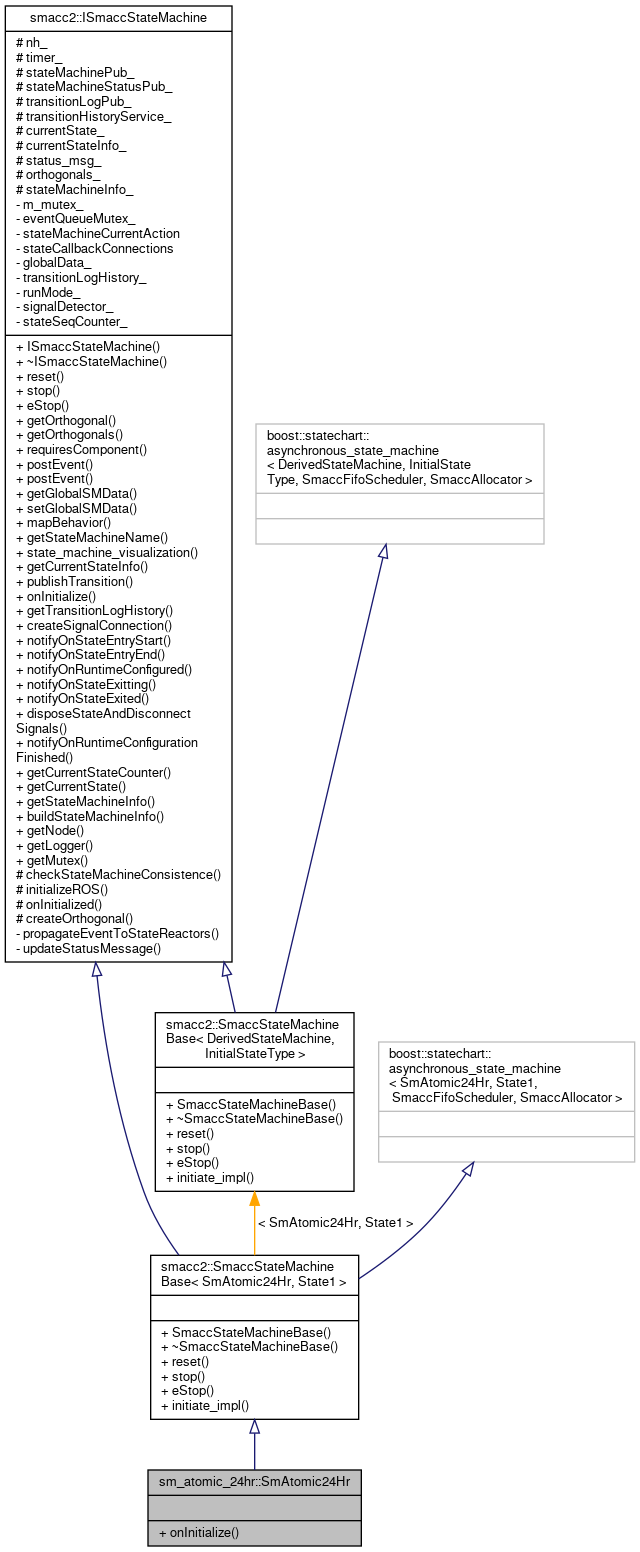 smacc2::ISmaccStateMachine
# nh_
# timer_
# stateMachinePub_
# stateMachineStatusPub_
# transitionLogPub_
# transitionHistoryService_
# currentState_
# currentStateInfo_
# status_msg_
# orthogonals_
# stateMachineInfo_
- m_mutex_
- eventQueueMutex_
- stateMachineCurrentAction
- stateCallbackConnections
- globalData_
- transitionLogHistory_
- runMode_
- signalDetector_
- stateSeqCounter_
+ ISmaccStateMachine()
+ ~ISmaccStateMachine()
+ reset()
+ stop()
+ eStop()
+ getOrthogonal()
+ getOrthogonals()
+ requiresComponent()
+ postEvent()
+ postEvent()
+ getGlobalSMData()
+ setGlobalSMData()
+ mapBehavior()
+ getStateMachineName()
+ state_machine_visualization()
+ getCurrentStateInfo()
+ publishTransition()
+ onInitialize()
+ getTransitionLogHistory()
+ createSignalConnection()
+ notifyOnStateEntryStart()
+ notifyOnStateEntryEnd()
+ notifyOnRuntimeConfigured()
+ notifyOnStateExitting()
+ notifyOnStateExited()
+ disposeStateAndDisconnect
Signals()
+ notifyOnRuntimeConfiguration
Finished()
+ getCurrentStateCounter()
+ getCurrentState()
+ getStateMachineInfo()
+ buildStateMachineInfo()
+ getNode()
+ getLogger()
+ getMutex()
# checkStateMachineConsistence()
# initializeROS()
# onInitialized()
# createOrthogonal()
- propagateEventToStateReactors()
- updateStatusMessage()
boost::statechart::
asynchronous_state_machine
< DerivedStateMachine, InitialState
Type, SmaccFifoScheduler, SmaccAllocator >
smacc2::SmaccStateMachine
Base< DerivedStateMachine,
InitialStateType >
+ SmaccStateMachineBase()
+ ~SmaccStateMachineBase()
+ reset()
+ stop()
+ eStop()
+ initiate_impl()
boost::statechart::
asynchronous_state_machine
< SmAtomic24Hr, State1,
SmaccFifoScheduler, SmaccAllocator >
< SmAtomic24Hr, State1 >
smacc2::SmaccStateMachine
Base< SmAtomic24Hr, State1 >
+ SmaccStateMachineBase()
+ ~SmaccStateMachineBase()
+ reset()
+ stop()
+ eStop()
+ initiate_impl()
sm_atomic_24hr::SmAtomic24Hr
+ onInitialize()